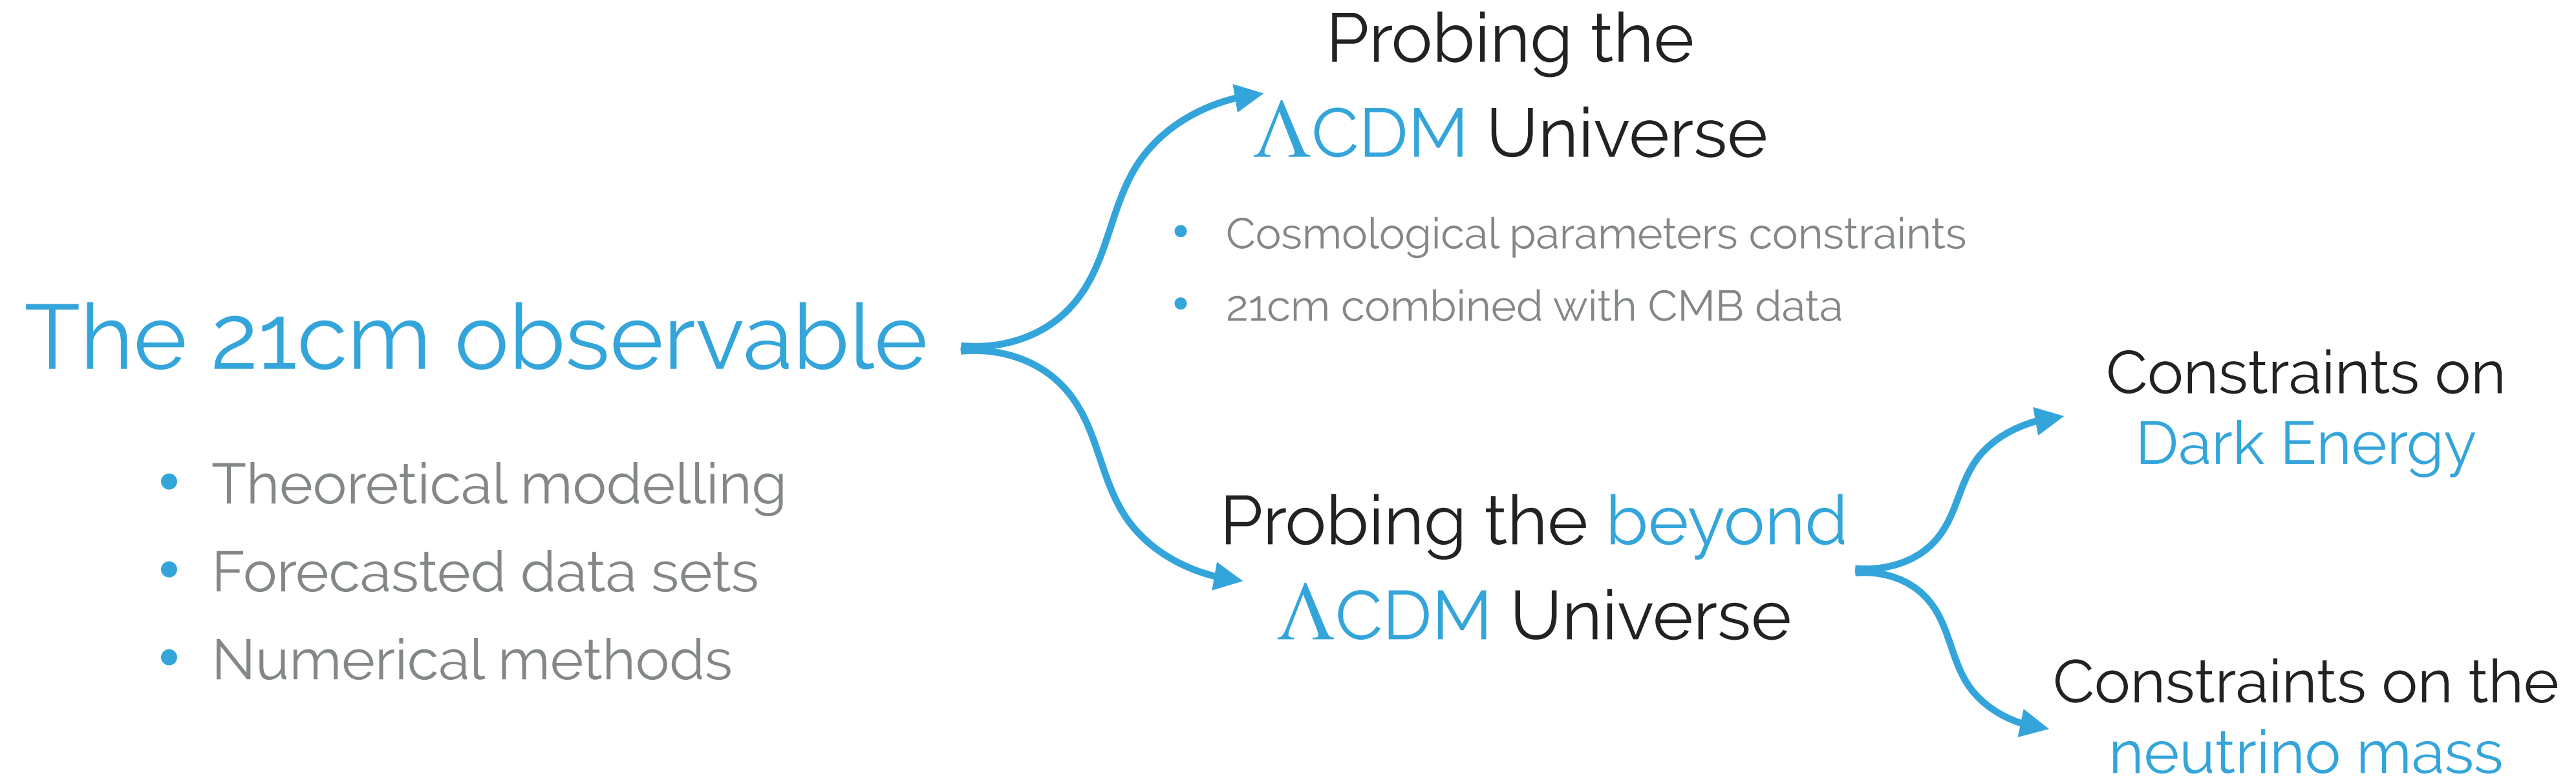 The 21cm observable
• Theoretical modelling
• Forecasted data sets
• Numerical methods
Probing the
ΛCDM Universe
• Cosmological parameters constraints
• 21cm combined with CMB data
Probing the beyond
ΛCDM Universe
Constraints on
Dark Energy
Constraints on the
neutrino mass